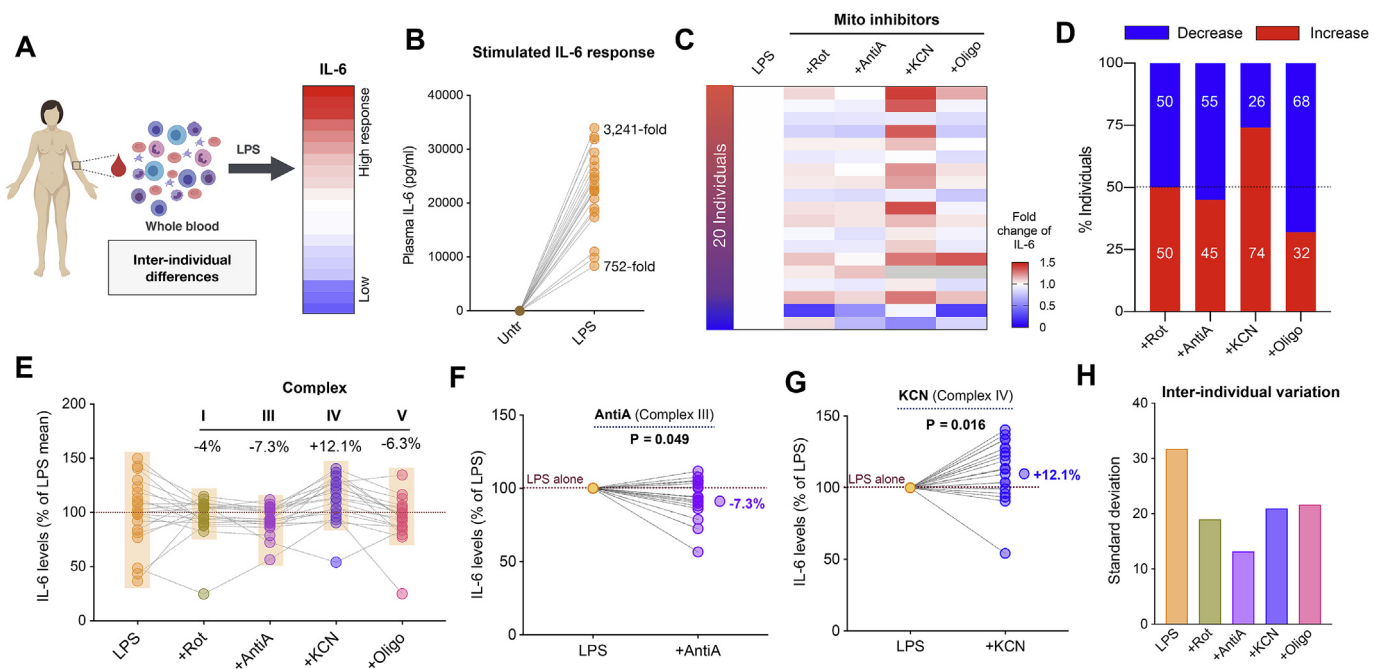 A
IL-6
High response
Low
LPS
Whole blood
Inter-individual
differences
B
Stimulated IL-6 response
Plasma IL-6 (pg/ml)
40000
30000
20000
10000
0
3,241-fold
752-fold
Untr
LPS
C
Mito inhibitors
LPS
+Rot
+AntiA
+KCN
+Oligo
20 Individuals
Fold
change of
IL-6
1.5
1.0
0.5
0
D
Decrease
Increase
% Individuals
100
75
50
25
0
50
55
26
68
50
45
74
32
+Rot
+AntiA
+KCN
+Oligo
E
Complex
I III IV V
-4% -7.3% +12.1% -6.3%
IL-6 levels (% of LPS mean)
200
150
100
50
0
LPS
+Rot
+AntiA
+KCN
+Oligo
F
AntiA (Complex III)
P = 0.049
IL-6 levels (% of LPS)
150
100
50
0
LPS alone
-7.3%
LPS
+AntiA
G
KCN (Complex IV)
P = 0.016
IL-6 levels (% of LPS)
150
100
50
0
LPS alone
+12.1%
LPS
+KCN
H
Inter-individual variation
Standard deviation
40
30
20
10
0
LPS
+Rot
+AntiA
+KCN
+Oligo